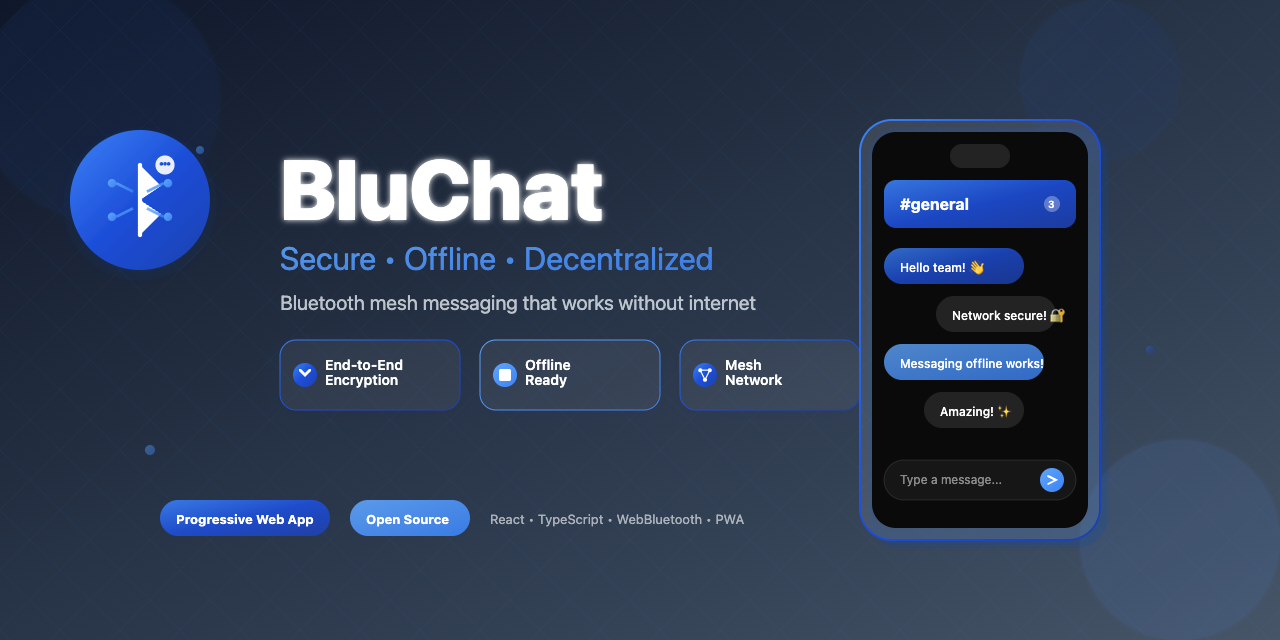 BluChat
Secure • Offline • Decentralized
Bluetooth mesh messaging that works without internet
End-to-End
Encryption
Offline
Ready
Mesh
Network
Progressive Web App
Open Source
React • TypeScript • WebBluetooth • PWA
#general
3
Hello team! 👋
Network secure! 🔐
Messaging offline works!
Amazing! ✨
Type a message...